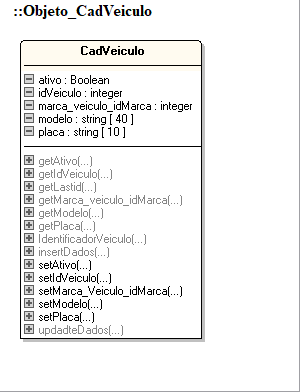 ::Objeto_CadVeiculo
CadVeiculo
ativo : Boolean
idVeiculo : integer
marca_veiculo_idMarca : integer
modelo : string [ 40 ]
placa : string [ 10 ]
getAtivo(...)
getIdVeiculo(...)
getLastid(...)
getMarca_veiculo_idMarca(...)
getModelo(...)
getPlaca(...)
IdentificadorVeiculo(...)
insertDados(...)
setAtivo(...)
setIdVeiculo(...)
setMarca_Veiculo_idMarca(...)
setModelo(...)
setPlaca(...)
updadteDados(...)